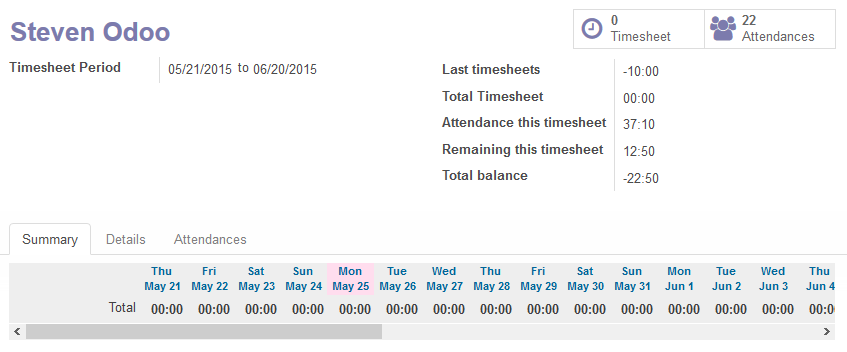 Steven Odoo
0
Timesheet
22
Attendances
Timesheet Period 05/21/2015 to 06/20/2015
Last timesheets -10:00
Total Timesheet 00:00
Attendance this timesheet 37:10
Remaining this timesheet 12:50
Total balance -22:50
Summary Details Attendances
Thu Fri Sat Sun Mon Tue Wed Thu Fri Sat Sun Mon Tue Wed Thu
May 21 May 22 May 23 May 24 May 25 May 26 May 27 May 28 May 29 May 30 May 31 Jun 1 Jun 2 Jun 3 Jun 4
Total 00:00 00:00 00:00 00:00 00:00 00:00 00:00 00:00 00:00 00:00 00:00 00:00 00:00 00:00 00:0